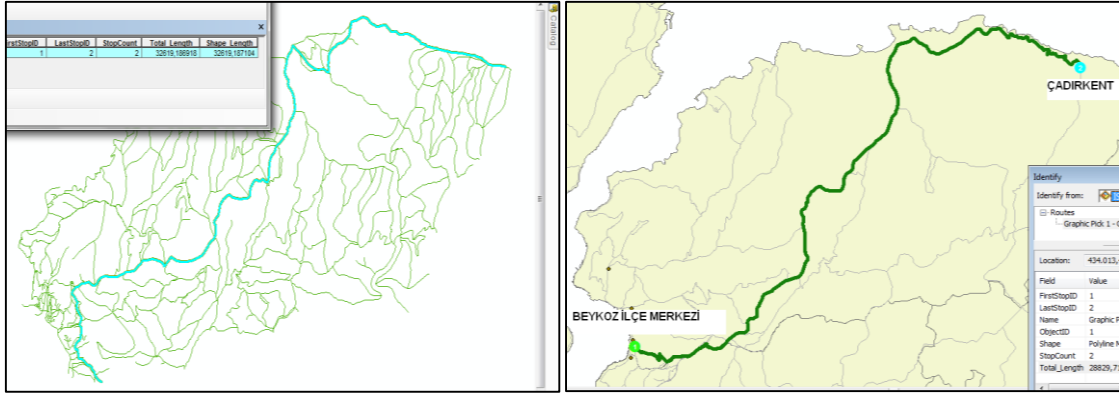 FirstStopID LastStopID StopCount Total_Length Shape_Length
1 2 2 32619,186918 32619,187104
Catalog
ÇADIRKENT
BEYKOZ İLÇE MERKEZİ
Identify
Identify from:
Routes
Graphic Pick 1 -
Location: 434.013,
Field Value
FirstStopID 1
LastStopID 2
Name Graphic P
ObjectID 1
Shape Polyline M
StopCount 2
Total_Length 28829,71